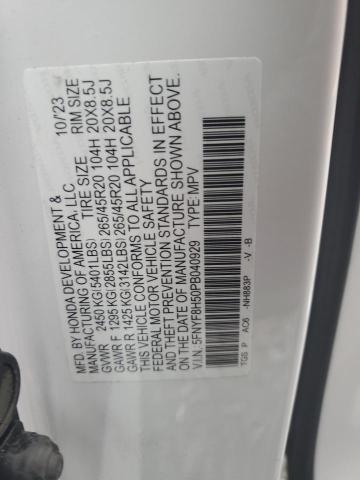 MFD. BY HONDA DEVELOPMENT & 10/'23
MANUFACTURING OF AMERICA, LLC
TIRE SIZE RIM SIZE
GVWR 2450 KG(5401LBS)
GAWR F 1295 KG(2855LBS) 265/45R20 104H 20X8.5J
GAWR R 1425 KG(3142LBS) 265/45R20 104H 20X8.5J
THIS VEHICLE CONFORMS TO ALL APPLICABLE
FEDERAL MOTOR VEHICLE SAFETY
AND THEFT PREVENTION STANDARDS IN EFFECT
ON THE DATE OF MANUFACTURE SHOWN ABOVE.
V.I.N.:5FNYF8H50PB040929 TYPE:MPV
TGS P AC6 -NH883P -V -B